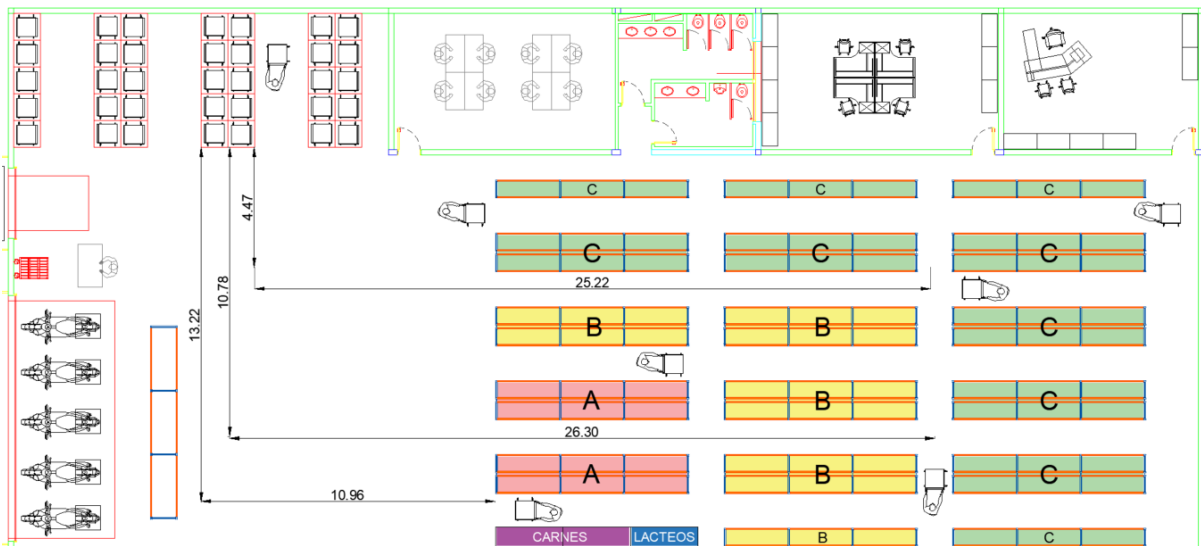 C C C
C C C
4.47
25.22
10.78
13.22
B B C
A B C
26.30
A B C
10.96
CARNES LACTEOS B C